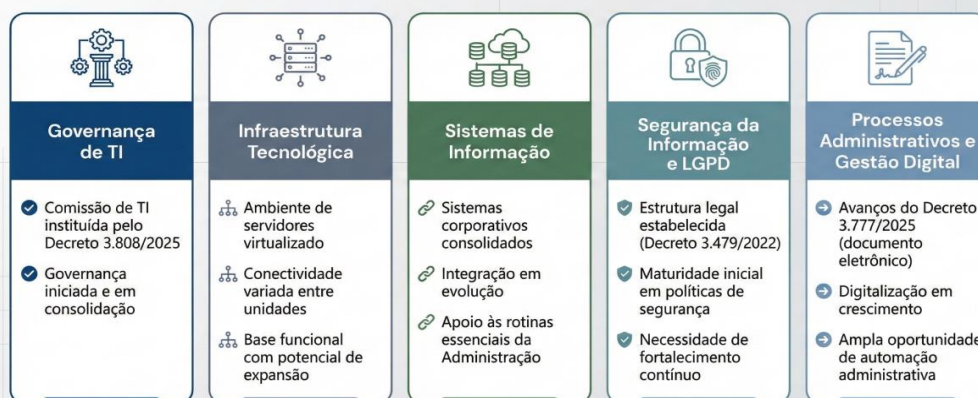 Governança
de TI
Comissão de TI
instituída pelo
Decreto 3.808/2025
Governança
iniciada e em
consolidação
Infraestrutura
Tecnológica
Ambiente de
servidores
virtualizado
Conectividade
variada entre
unidades
Base funcional
com potencial de
expansão
Sistemas de
Informação
Sistemas
corporativos
consolidados
Integração em
evolução
Apoio às rotinas
essenciais da
Administração
Segurança da
Informação
e LGPD
Estrutura legal
estabelecida
(Decreto 3.479/2022)
Maturidade inicial
em políticas de
segurança
Necessidade de
fortalecimento
contínuo
Processos
Administrativos e
Gestão Digital
Avanços do Decreto
3.777/2025
(documento
eletrônico)
Digitalização em
crescimento
Ampla oportunidade
de automação
administrativa